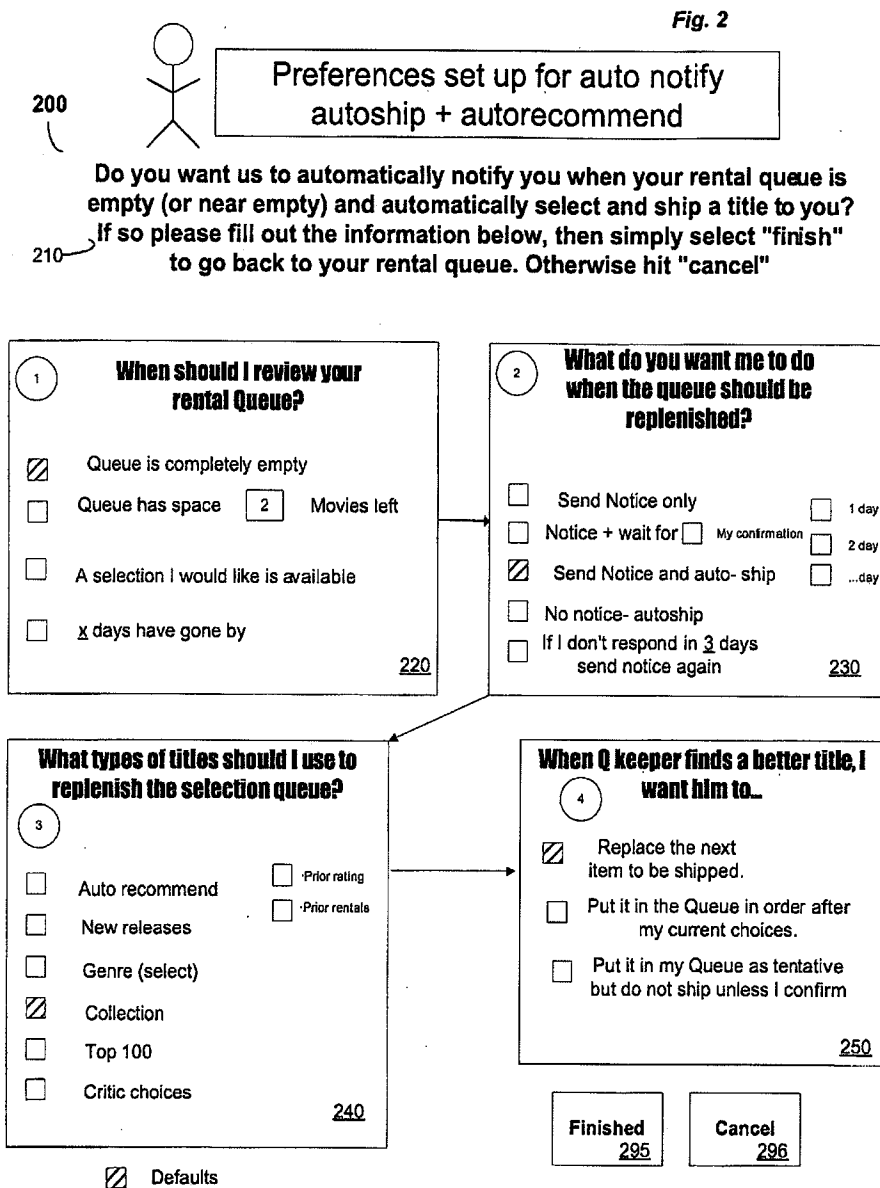 Fig. 2
Preferences set up for auto notify
autoship + autorecommend
200
Do you want us to automatically notify you when your rental queue is
empty (or near empty) and automatically select and ship a title to you?
If so please fill out the information below, then simply select "finish"
210
to go back to your rental queue. Otherwise hit "cancel"
1
When should I review your
rental Queue?
Queue is completely empty
Queue has space 2 Movies left
A selection I would like is available
x days have gone by
220
2
What do you want me to do
when the queue should be
replenished?
Send Notice only
1 day
Notice + wait for My confirmation
2 day
Send Notice and auto- ship
...day
No notice- autoship
If I don't respond in 3 days
send notice again
230
What types of titles should I use to
replenish the selection queue?
3
Auto recommend
·Prior rating
·Prior rentals
New releases
Genre (select)
Collection
Top 100
Critic choices
240
When Q keeper finds a better title, I
want him to...
4
Replace the next
item to be shipped.
Put it in the Queue in order after
my current choices.
Put it in my Queue as tentative
but do not ship unless I confirm
250
Finished
295
Cancel
296
Defaults